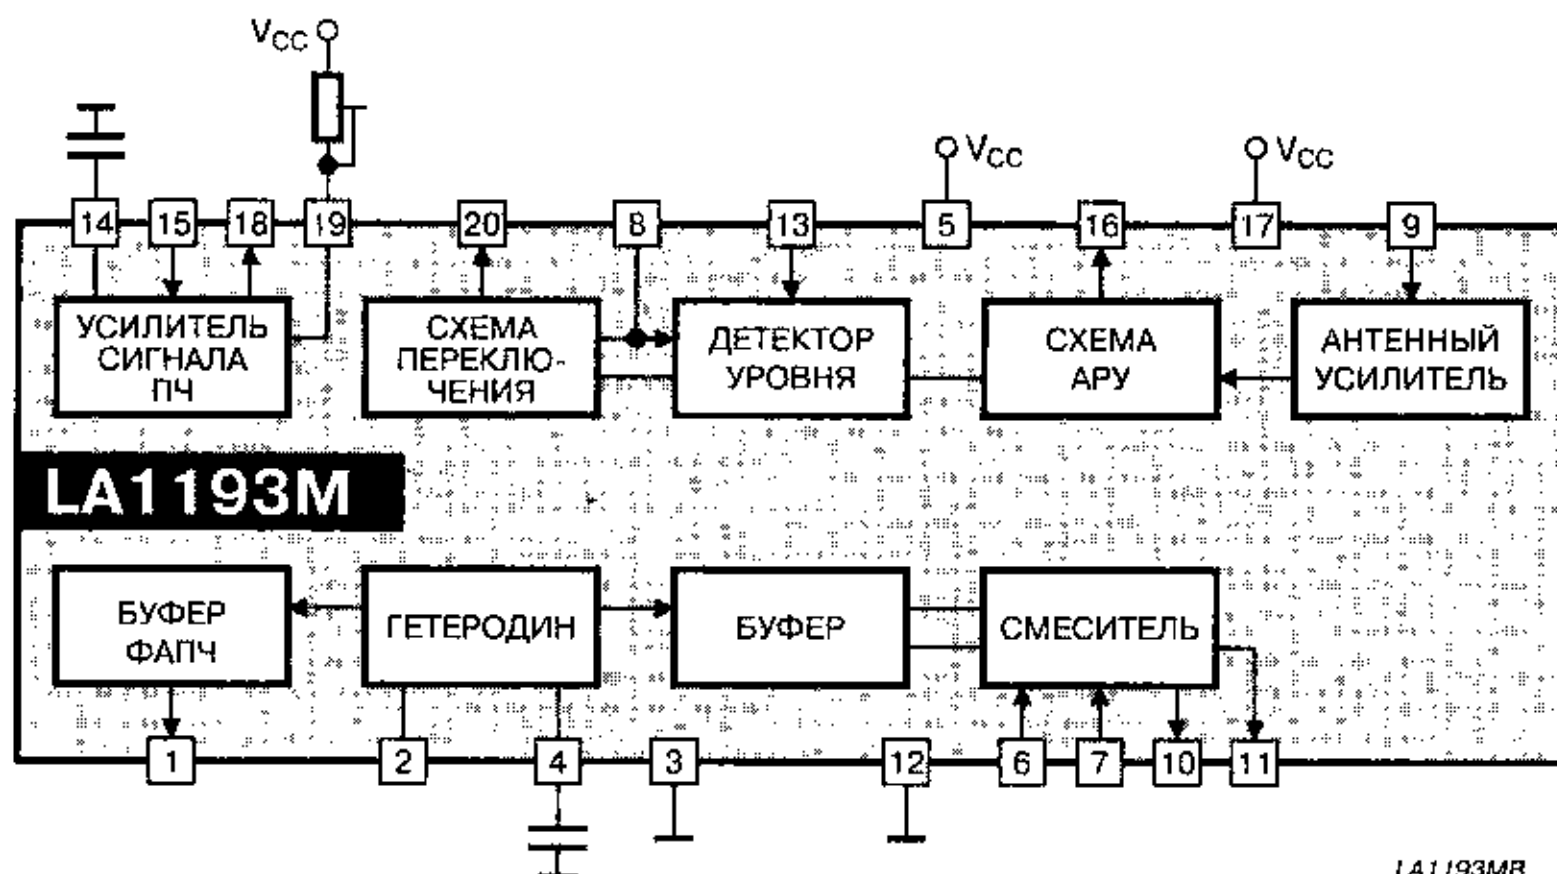 VCC
VCC
VCC
14
15
18
19
20
8
13
5
16
17
9
УСИЛИТЕЛЬ
СИГНАЛА
ПЧ
СХЕМА
ПЕРЕКЛЮ-
ЧЕНИЯ
ДЕТЕКТОР
УРОВНЯ
СХЕМА
АРУ
АНТЕННЫЙ
УСИЛИТЕЛЬ
LA1193M
БУФЕР
ФАПЧ
ГЕТЕРОДИН
БУФЕР
СМЕСИТЕЛЬ
1
2
4
3
12
6
7
10
11
LA1193MB